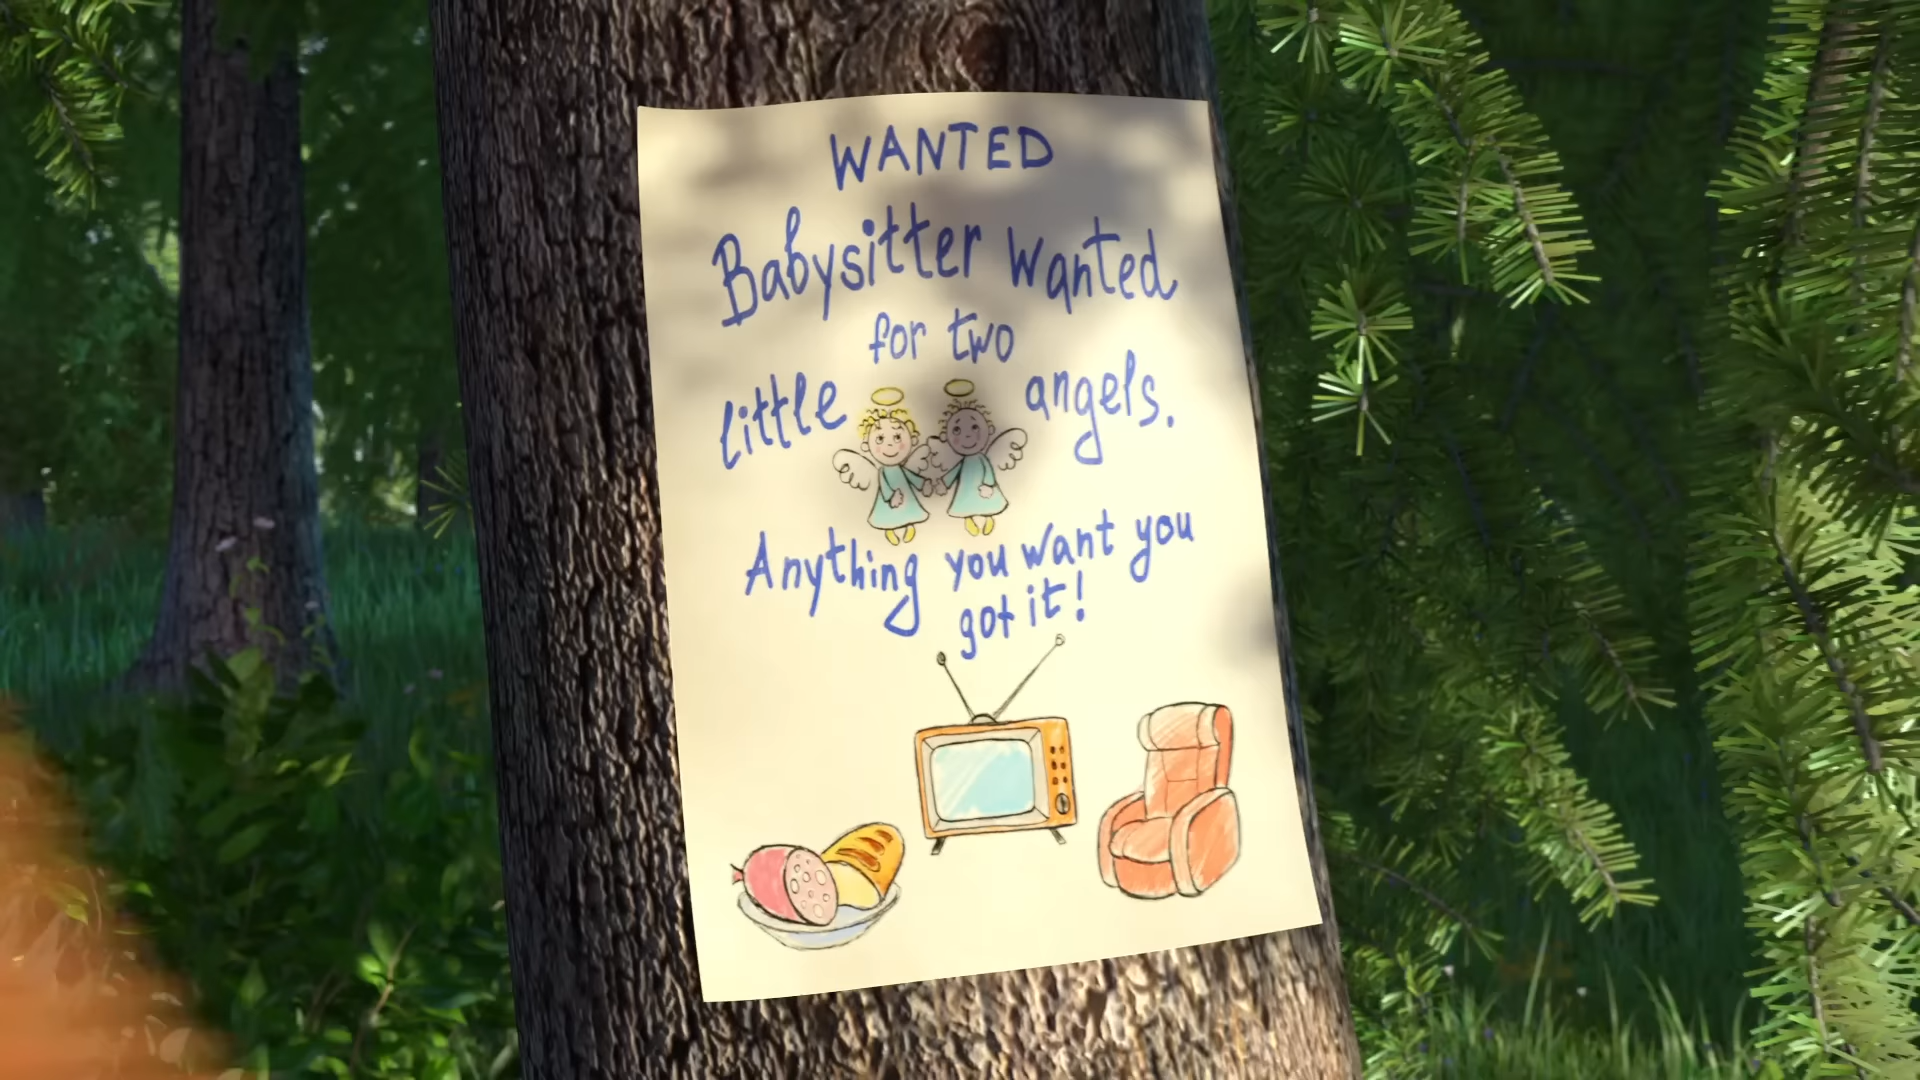 WANTED
Babysitter wanted
for two
little angels.
Anything you want you
got it!